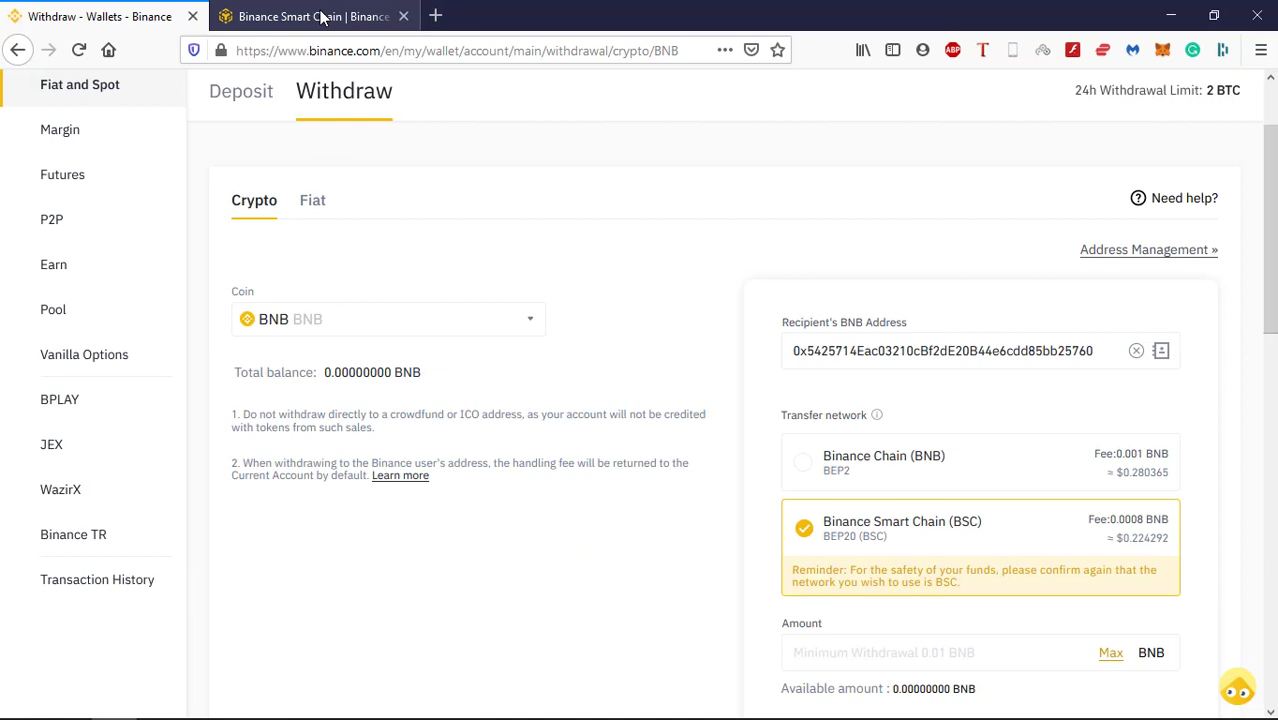 Withdraw - Wallets - Binance
Binance Smart Chain | Binance
https://www.binance.com/en/my/wallet/account/main/withdrawal/crypto/BNB
ABP
T
Fiat and Spot
Margin
Futures
P2P
Earn
Pool
Vanilla Options
BPLAY
JEX
WazirX
Binance TR
Transaction History
Deposit
Withdraw
24h Withdrawal Limit: 2 BTC
Crypto
Fiat
Need help?
Address Management »
Coin
BNB BNB
Total balance: 0.00000000 BNB
1. Do not withdraw directly to a crowdfund or ICO address, as your account will not be credited
with tokens from such sales.
2. When withdrawing to the Binance user's address, the handling fee will be returned to the
Current Account by default. Learn more
Recipient's BNB Address
0x5425714Eac03210cBf2dE20B44e6cdd85bb25760
Transfer network
Binance Chain (BNB)
BEP2
Fee:0.001 BNB
≈ $0.280365
Binance Smart Chain (BSC)
BEP20 (BSC)
Fee:0.0008 BNB
≈ $0.224292
Reminder: For the safety of your funds, please confirm again that the
network you wish to use is BSC.
Amount
Minimum Withdrawal 0.01 BNB
Max
BNB
Available amount : 0.00000000 BNB